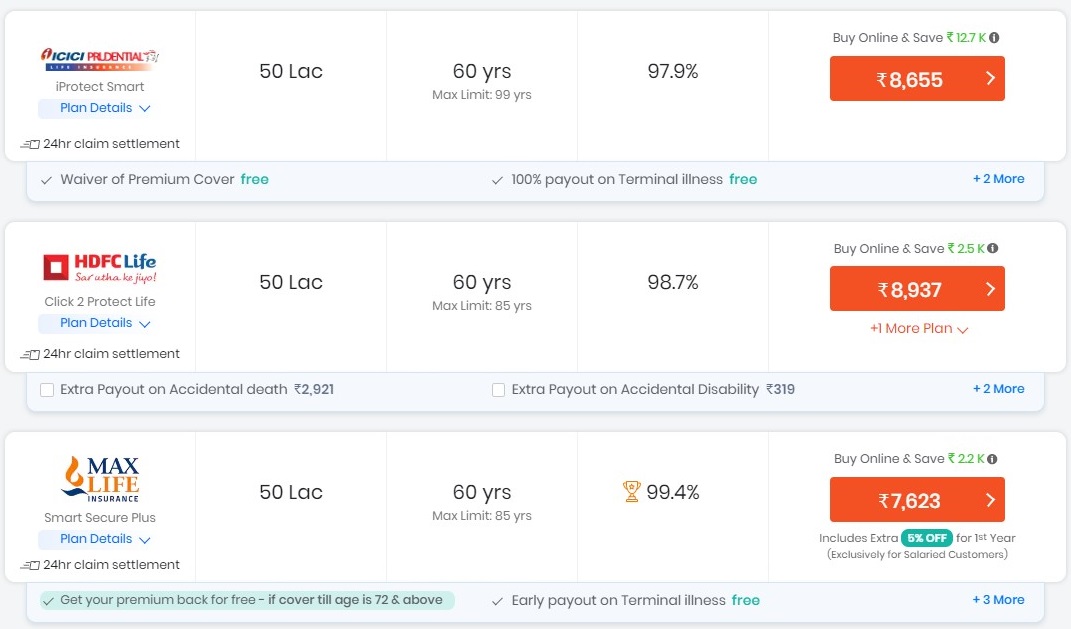 ICICI PRUDENTIAL
LIFE INSURANCE
iProtect Smart
Plan Details
24hr claim settlement
50 Lac
60 yrs
Max Limit: 99 yrs
97.9%
Buy Online & Save ₹ 12.7 K
₹8,655
Waiver of Premium Cover free
100% payout on Terminal illness free
+ 2 More
HDFC Life
Sar utha ke jiyo!
Click 2 Protect Life
Plan Details
24hr claim settlement
50 Lac
60 yrs
Max Limit: 85 yrs
98.7%
Buy Online & Save ₹ 2.5 K
₹8,937
+1 More Plan
Extra Payout on Accidental death ₹2,921
Extra Payout on Accidental Disability ₹319
+ 2 More
MAX
LIFE
INSURANCE
Smart Secure Plus
Plan Details
24hr claim settlement
50 Lac
60 yrs
Max Limit: 85 yrs
99.4%
Buy Online & Save ₹ 2.2 K
₹7,623
Includes Extra 5% OFF for 1st Year
(Exclusively for Salaried Customers)
Get your premium back for free - if cover till age is 72 & above
Early payout on Terminal illness free
+ 3 More